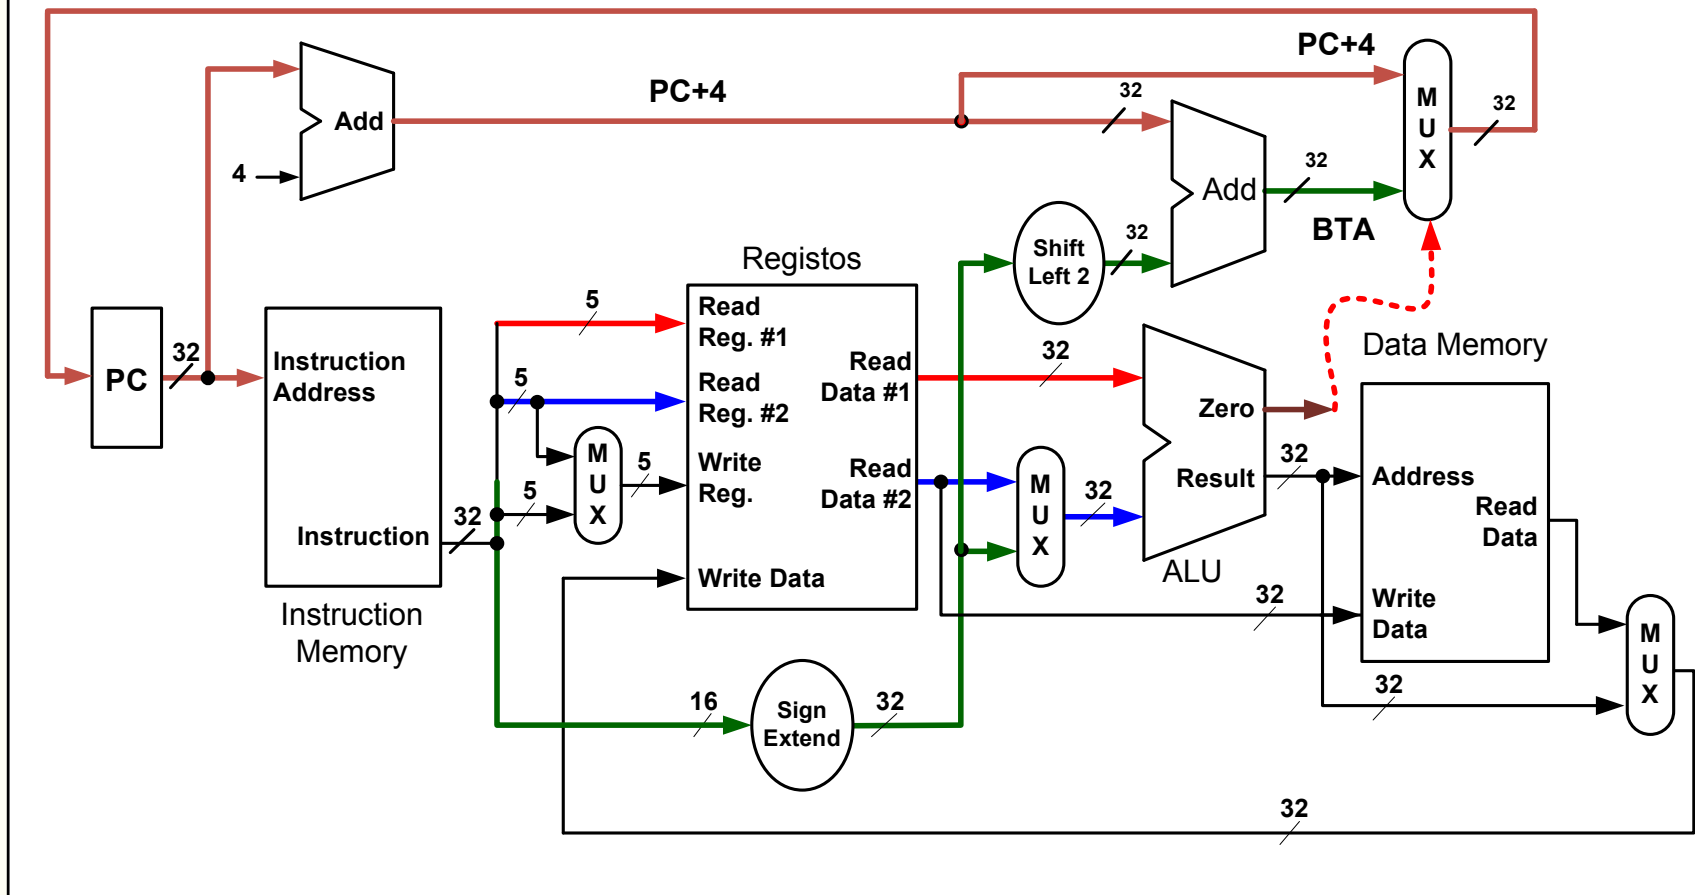 PC+4
PC+4
32
32
M
U
X
Add
4
32
Add
32
BTA
Shift
Left 2
32
Registos
PC
32
Instruction
Address
Instruction
32
Instruction
Memory
5
5
5
M
U
X
5
Read
Reg. #1
Read
Reg. #2
Write
Reg.
Write Data
Read
Data #1
Read
Data #2
32
M
U
X
32
Zero
Result
ALU
32
Data Memory
Address
Read
Data
Write
Data
32
32
M
U
X
16
Sign
Extend
32
32